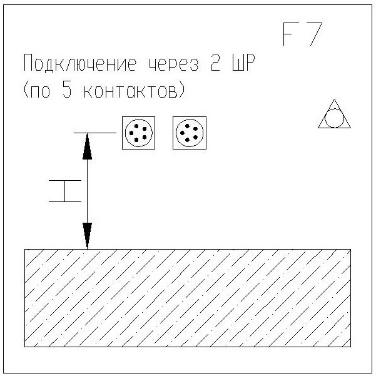 F7
Подключение через 2 ШР
(по 5 контактов)
H